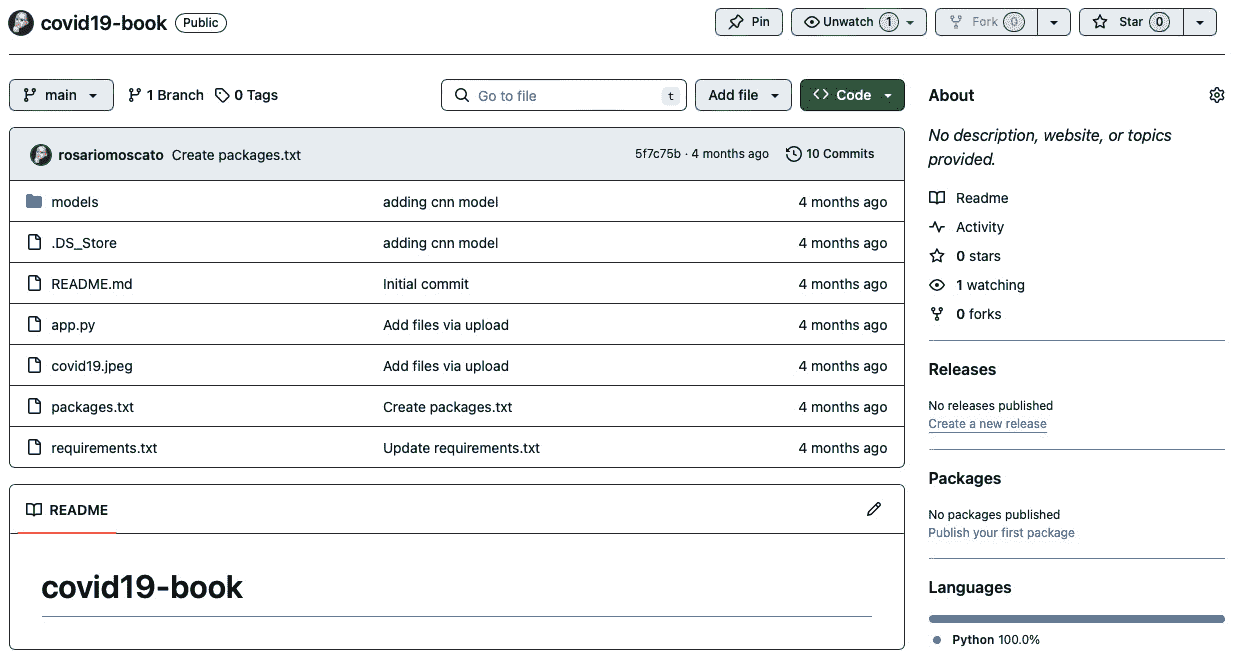 covid19-book Public Pin Unwatch 1 Fork 0 Star 0
main 1 Branch 0 Tags Go to file t Add file <> Code
rosariomoscato Create packages.txt 5f7c75b · 4 months ago 10 Commits
models adding cnn model 4 months ago
.DS_Store adding cnn model 4 months ago
README.md Initial commit 4 months ago
app.py Add files via upload 4 months ago
covid19.jpeg Add files via upload 4 months ago
packages.txt Create packages.txt 4 months ago
requirements.txt Update requirements.txt 4 months ago
README
covid19-book
About
No description, website, or topics
provided.
Readme
Activity
0 stars
1 watching
0 forks
Releases
No releases published
Create a new release
Packages
No packages published
Publish your first package
Languages
Python 100.0%